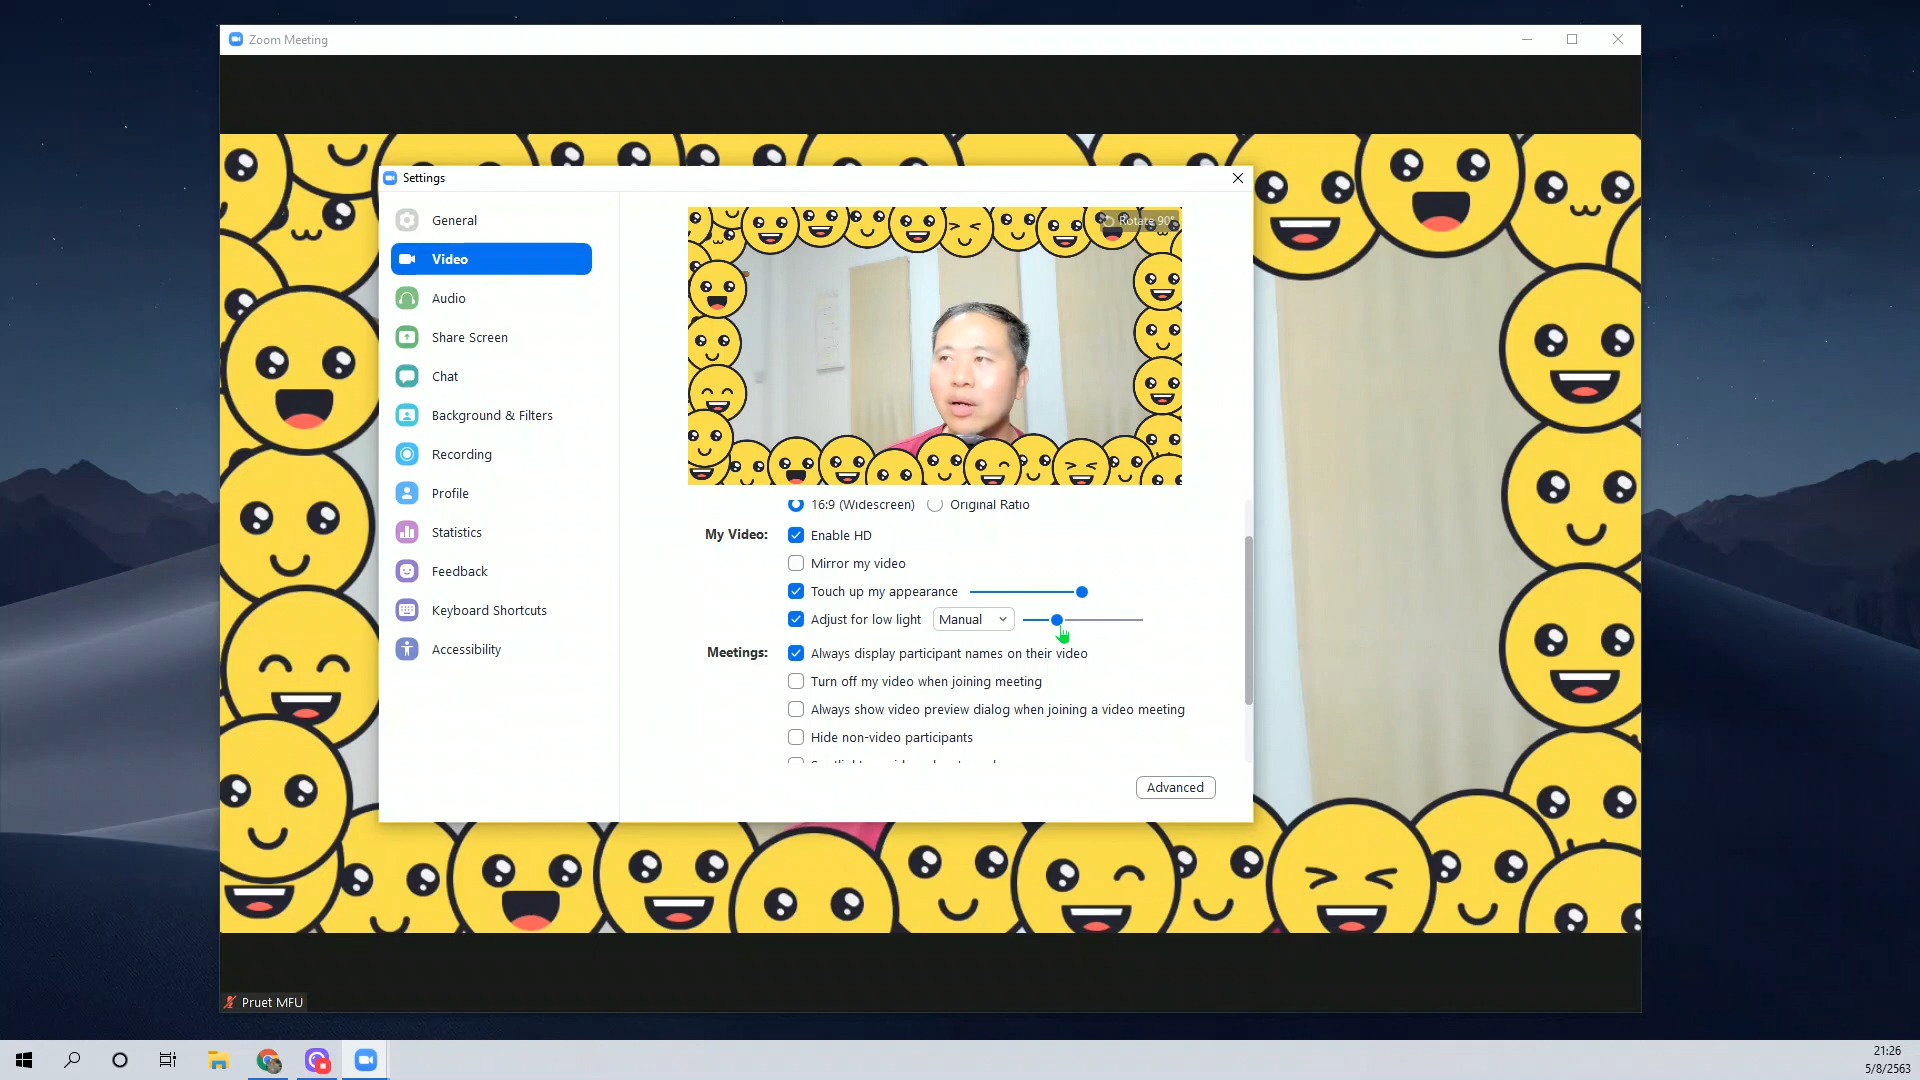 Zoom Meeting
Settings
General
Video
Audio
Share Screen
Chat
Background & Filters
Recording
Profile
Statistics
Feedback
Keyboard Shortcuts
Accessibility
Rotate 90°
16:9 (Widescreen) Original Ratio
My Video: Enable HD
Mirror my video
Touch up my appearance
Adjust for low light Manual
Meetings: Always display participant names on their video
Turn off my video when joining meeting
Always show video preview dialog when joining a video meeting
Hide non-video participants
Advanced
Pruet MFU
21:26
5/8/2563